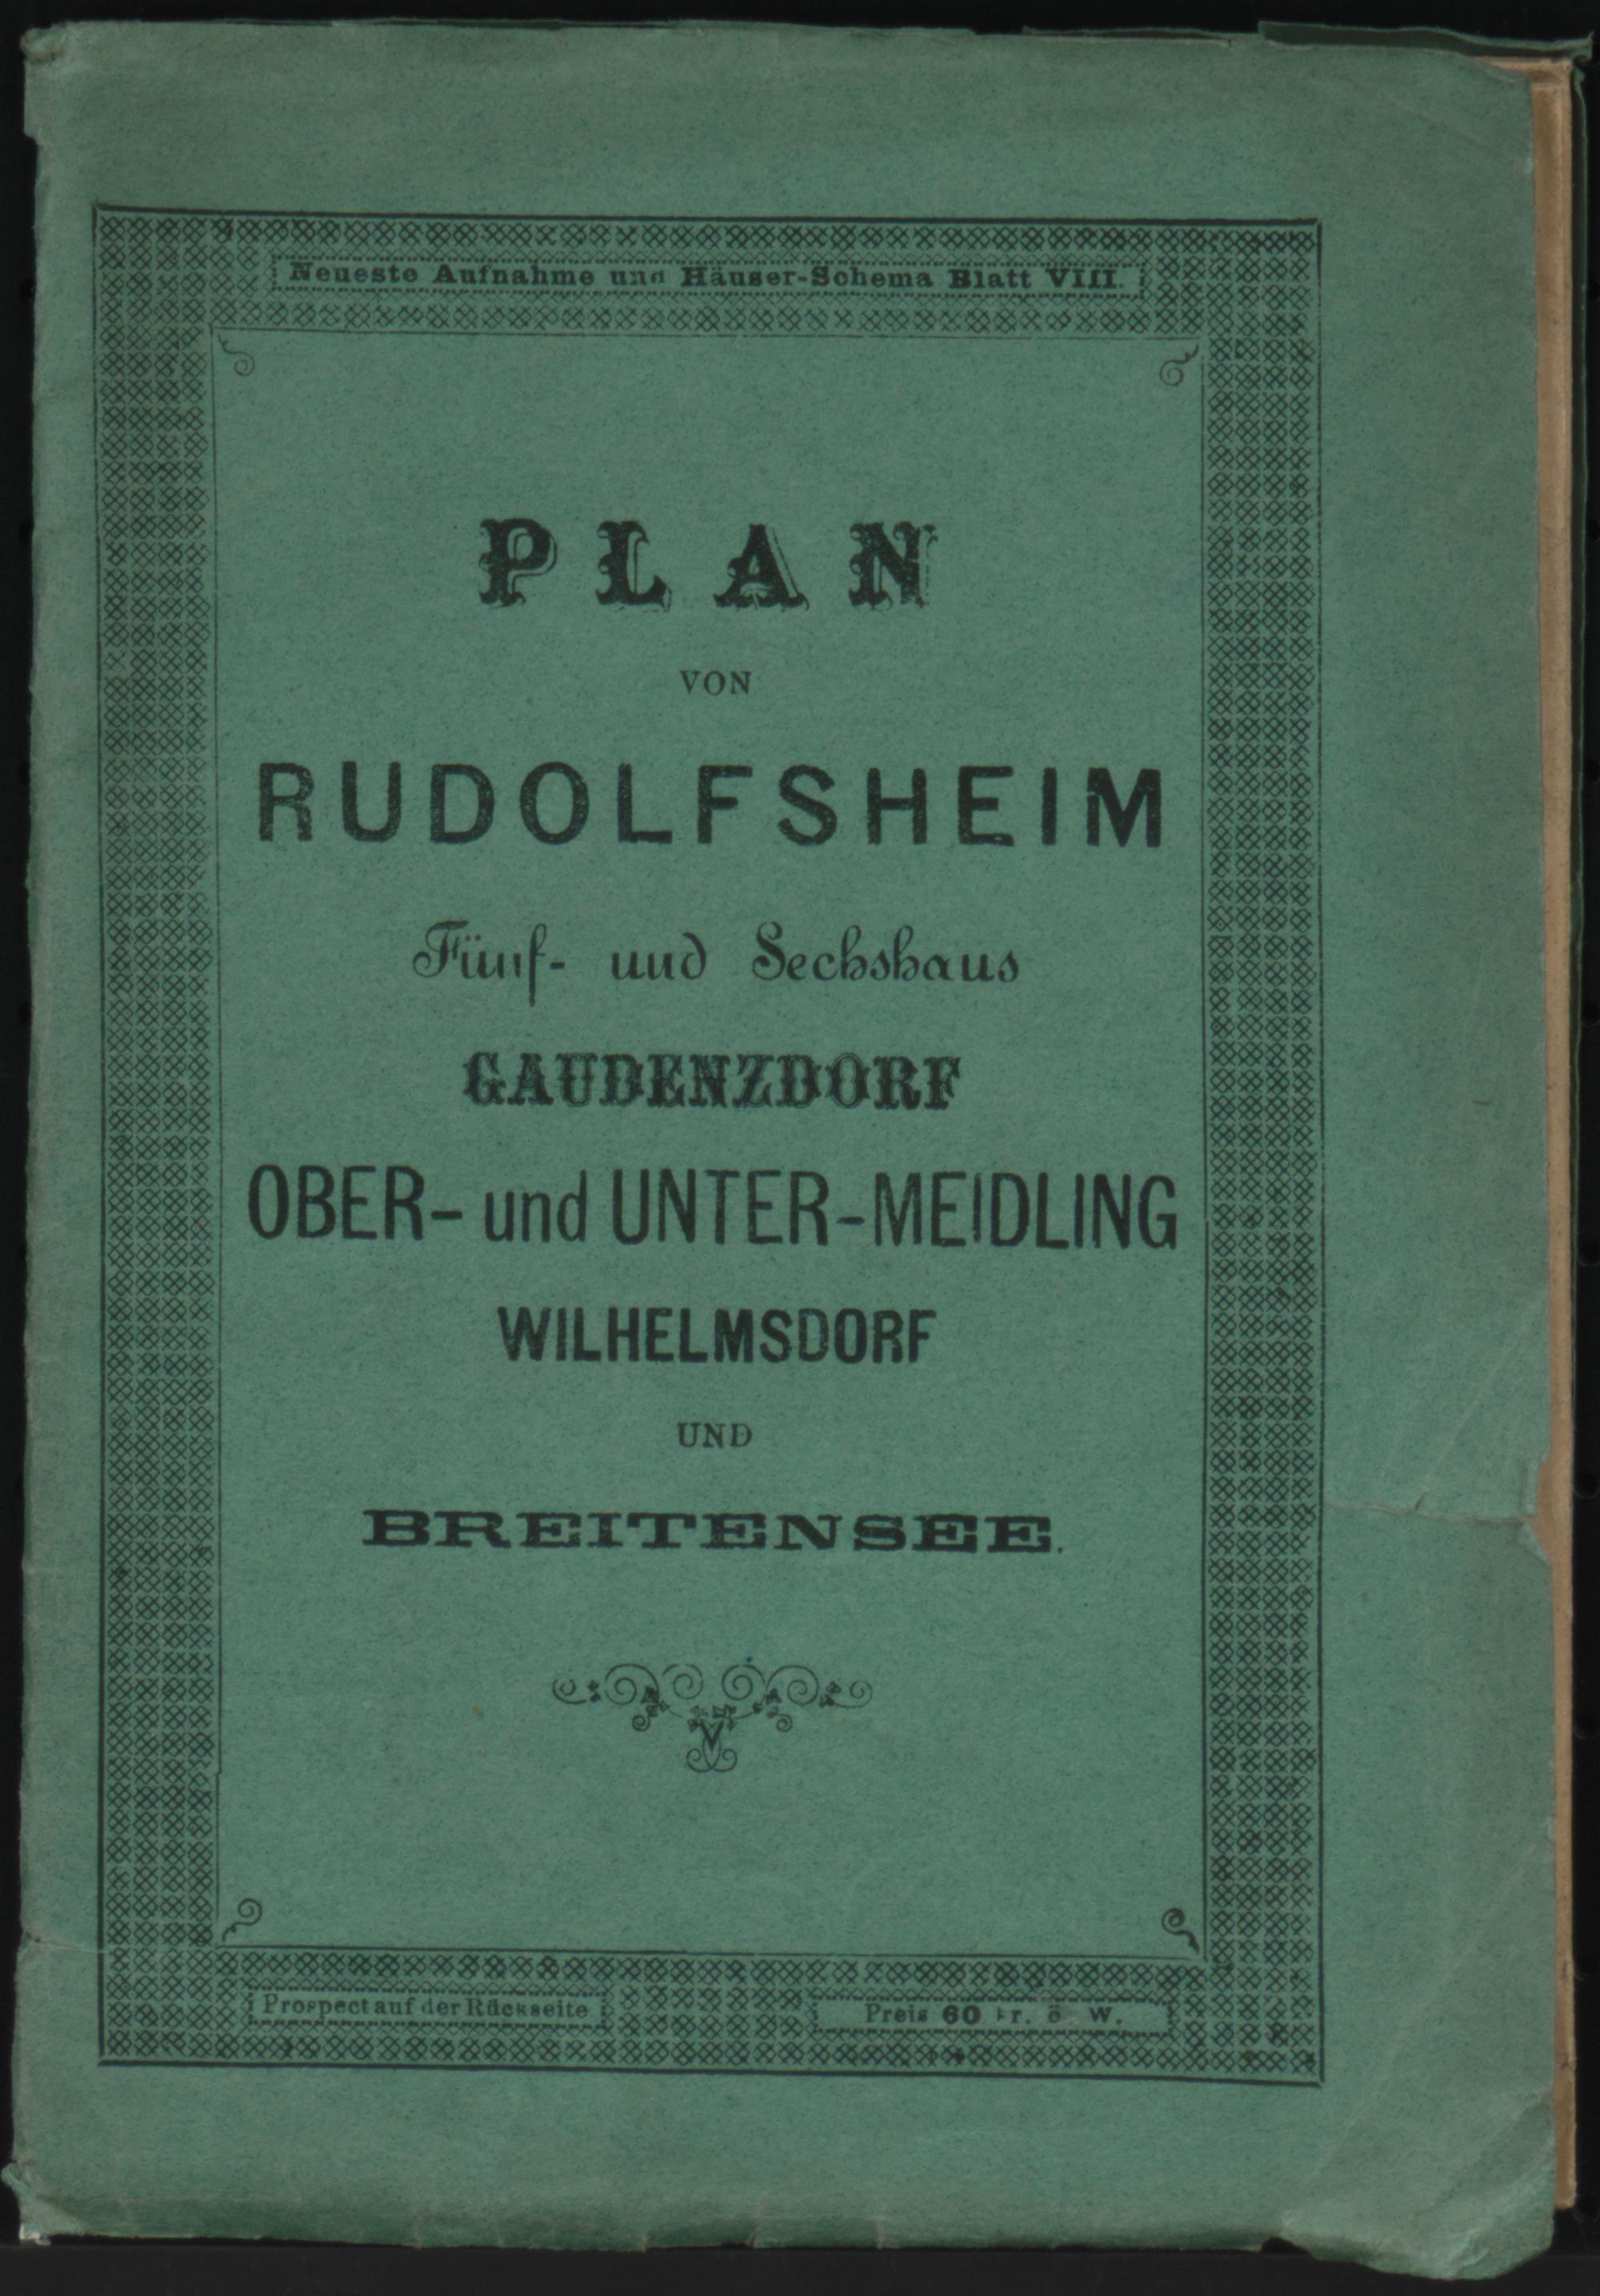 Neueste Aufnahme und Häuser-Schema Blatt VIII.
PLAN
VON
RUDOLFSHEIM
Fünf- und Sechshaus
GAUDENZDORF
OBER- und UNTER-MEIDLING
WILHELMSDORF
UND
BREITENSEE.
Prospect auf der Rückseite
Preis 60 kr. ö. W.